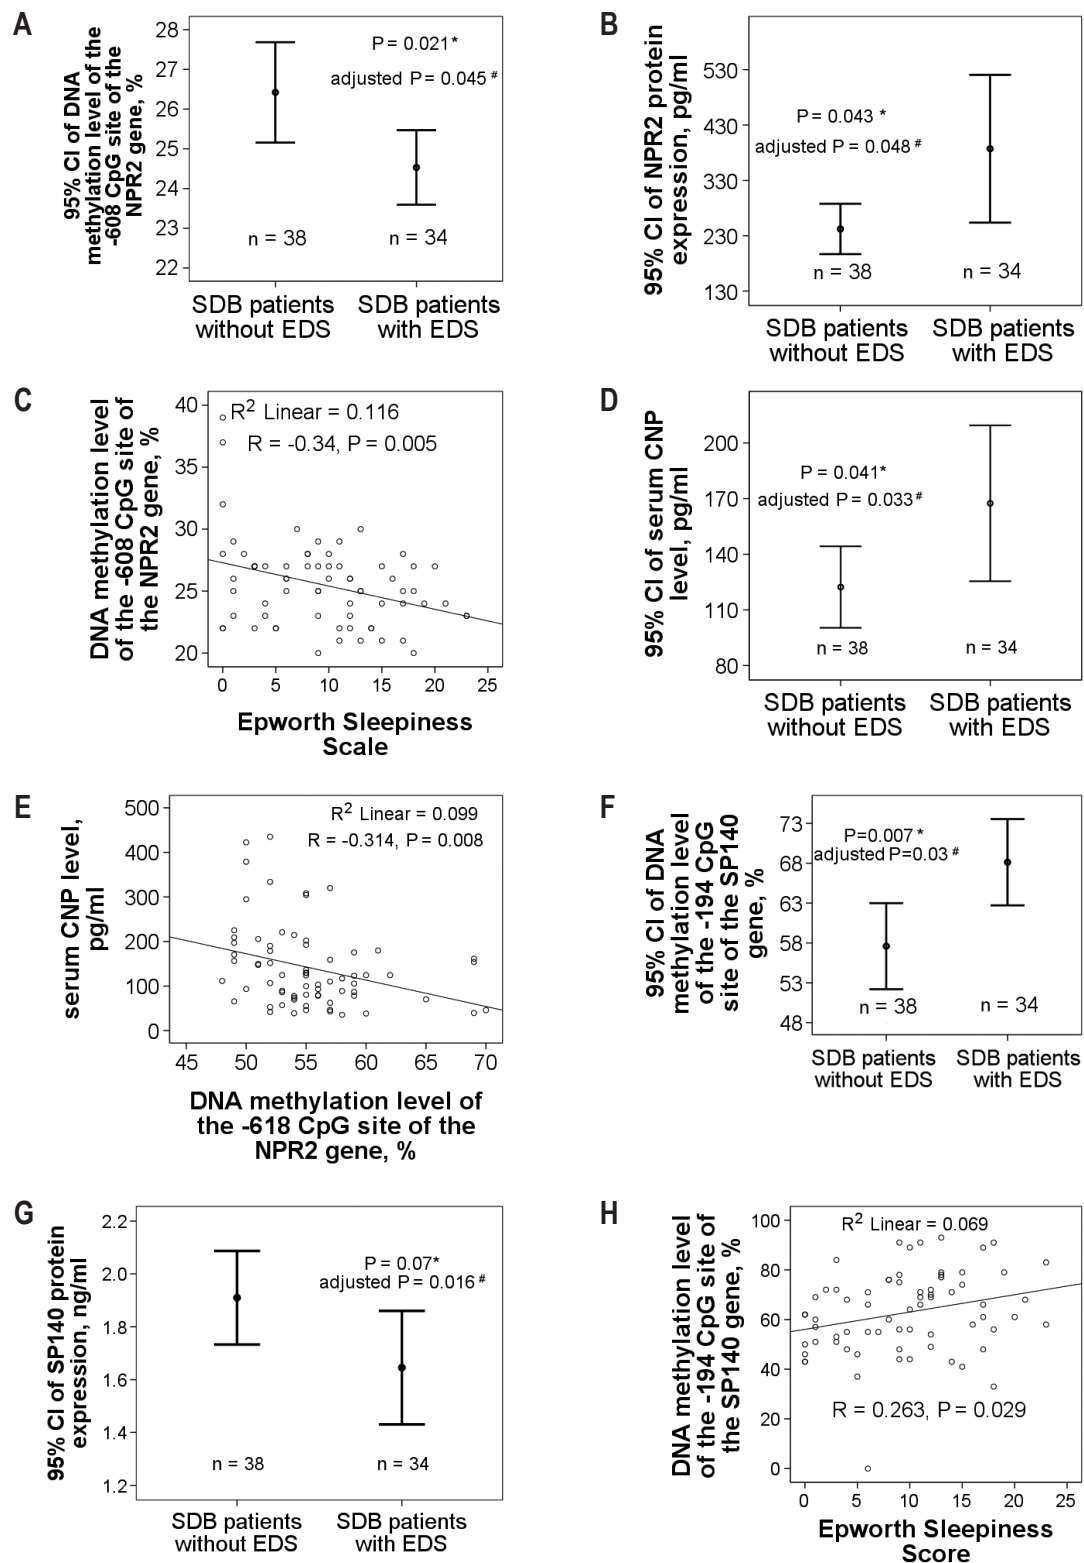 A
95% CI of DNA
methylation level of the
-608 CpG site of the
NPR2 gene, %
28
27
26
25
24
23
22
P = 0.021*
adjusted P = 0.045 #
n = 38
n = 34
SDB patients
without EDS
SDB patients
with EDS
B
95% CI of NPR2 protein
expression, pg/ml
530
430
330
230
130
P = 0.043 *
adjusted P = 0.048 #
n = 38
n = 34
SDB patients
without EDS
SDB patients
with EDS
C
DNA methylation level
of the -608 CpG site of
the NPR2 gene, %
40
35
30
25
20
R2 Linear = 0.116
R = -0.34, P = 0.005
0 5 10 15 20 25
Epworth Sleepiness
Scale
D
95% CI of serum CNP
level, pg/ml
200
170
140
110
80
P = 0.041*
adjusted P = 0.033 #
n = 38
n = 34
SDB patients
without EDS
SDB patients
with EDS
E
serum CNP level,
pg/ml
500
400
300
200
100
0
R2 Linear = 0.099
R = -0.314, P = 0.008
45 50 55 60 65 70
DNA methylation level of
the -618 CpG site of the
NPR2 gene, %
F
95% CI of DNA
methylation level
of the -194 CpG
site of the SP140
gene, %
73
68
63
58
53
48
P=0.007 *
adjusted P=0.03 #
n = 38
n = 34
SDB patients
without EDS
SDB patients
with EDS
G
95% CI of SP140 protein
expression, ng/ml
2.2
2.0
1.8
1.6
1.4
1.2
P = 0.07*
adjusted P = 0.016 #
n = 38
n = 34
SDB patients
without EDS
SDB patients
with EDS
H
DNA methylation level
of the -194 CpG site of
the SP140 gene, %
100
80
60
40
20
0
R2 Linear = 0.069
R = 0.263, P = 0.029
0 5 10 15 20 25
Epworth Sleepiness
Score